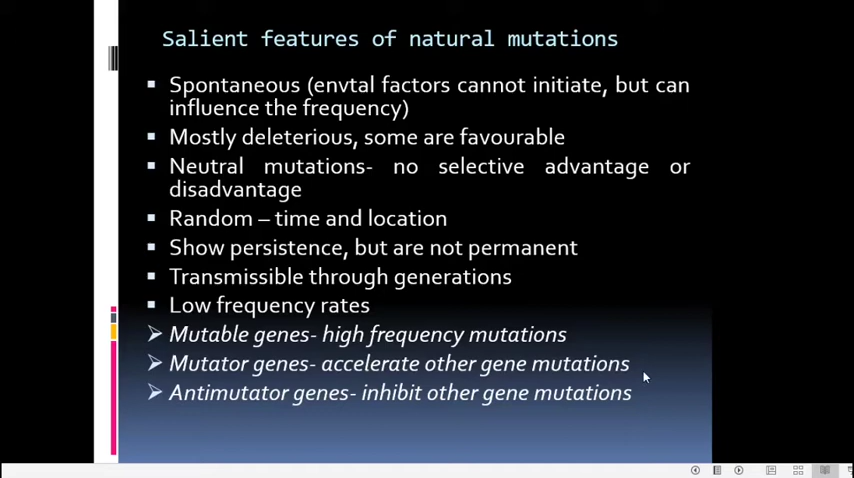 Salient features of natural mutations
▪ Spontaneous (envtal factors cannot initiate, but can
influence the frequency)
▪ Mostly deleterious, some are favourable
▪ Neutral mutations- no selective advantage or
disadvantage
▪ Random – time and location
▪ Show persistence, but are not permanent
▪ Transmissible through generations
▪ Low frequency rates
➢ Mutable genes- high frequency mutations
➢ Mutator genes- accelerate other gene mutations
➢ Antimutator genes- inhibit other gene mutations